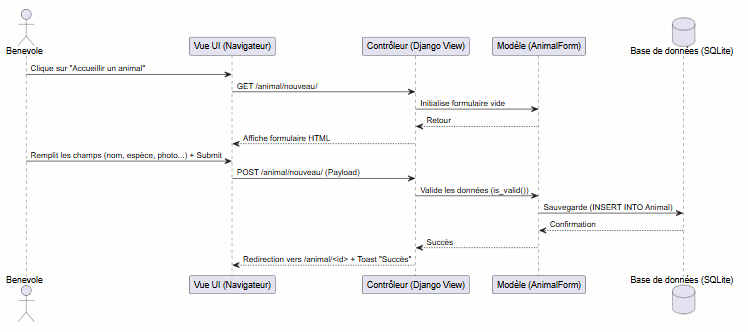 Benevole
Vue UI (Navigateur)
Contrôleur (Django View)
Modèle (AnimalForm)
Base de données (SQLite)
Clique sur "Accueillir un animal"
GET /animal/nouveau/
Initialise formulaire vide
Retour
Affiche formulaire HTML
Remplit les champs (nom, espèce, photo...) + Submit
POST /animal/nouveau/ (Payload)
Valide les données (is_valid())
Sauvegarde (INSERT INTO Animal)
Confirmation
Succès
Redirection vers /animal/<id> + Toast "Succès"
Benevole
Vue UI (Navigateur)
Contrôleur (Django View)
Modèle (AnimalForm)
Base de données (SQLite)